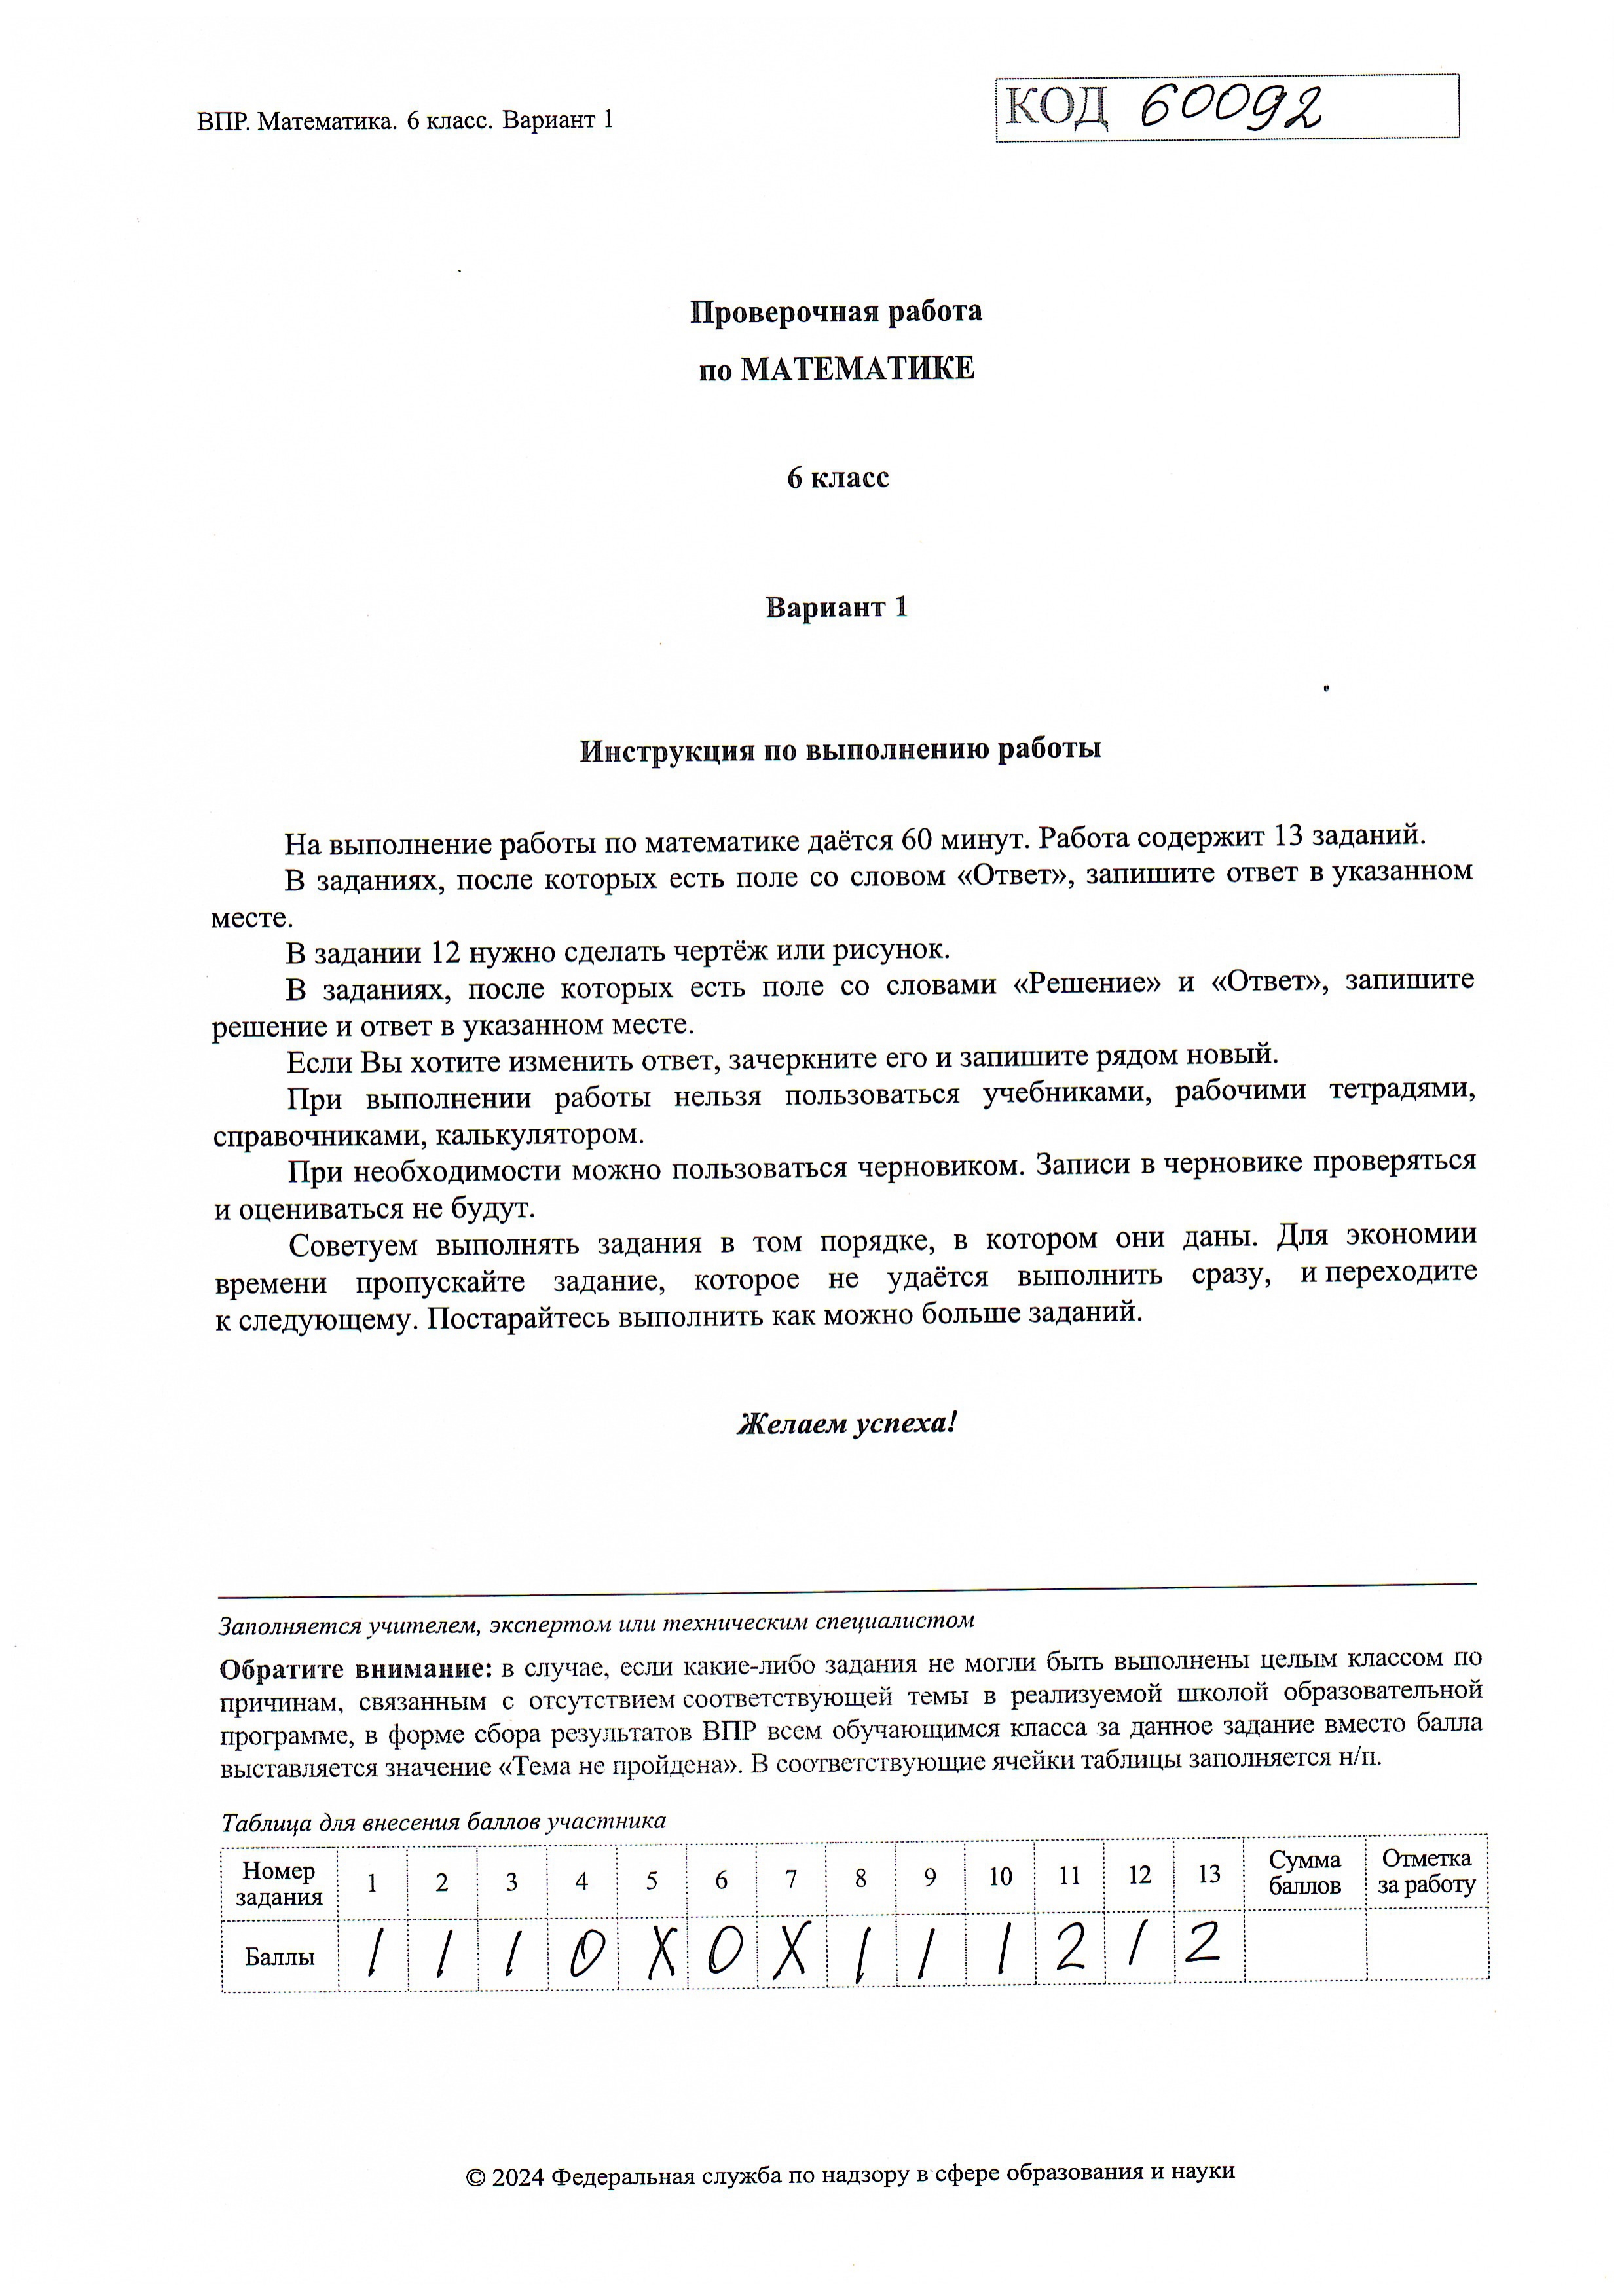 ВПР. Математика. 6 класс. Вариант 1
КОД 60092
Проверочная работа
по МАТЕМАТИКЕ
6 класс
Вариант 1
Инструкция по выполнению работы
На выполнение работы по математике даётся 60 минут. Работа содержит 13 заданий.
В заданиях, после которых есть поле со словом «Ответ», запишите ответ в указанном
месте.
В задании 12 нужно сделать чертёж или рисунок.
В заданиях, после которых есть поле со словами «Решение» и «Ответ», запишите
решение и ответ в указанном месте.
Если Вы хотите изменить ответ, зачеркните его и запишите рядом новый.
При выполнении работы нельзя пользоваться учебниками, рабочими тетрадями,
справочниками, калькулятором.
При необходимости можно пользоваться черновиком. Записи в черновике проверяться
и оцениваться не будут.
Советуем выполнять задания в том порядке, в котором они даны. Для экономии
времени пропускайте задание, которое не удаётся выполнить сразу, и переходите
к следующему. Постарайтесь выполнить как можно больше заданий.
Желаем успеха!
Заполняется учителем, экспертом или техническим специалистом
Обратите внимание: в случае, если какие-либо задания не могли быть выполнены целым классом по
причинам, связанным с отсутствием соответствующей темы в реализуемой школой образовательной
программе, в форме сбора результатов ВПР всем обучающимся класса за данное задание вместо балла
выставляется значение «Тема не пройдена». В соответствующие ячейки таблицы заполняется н/п.
Таблица для внесения баллов участника
Номер задания 1 2 3 4 5 6 7 8 9 10 11 12 13 Сумма баллов Отметка за работу
Баллы 1 1 1 0 X 0 X 1 1 1 2 1 2
© 2024 Федеральная служба по надзору в сфере образования и науки